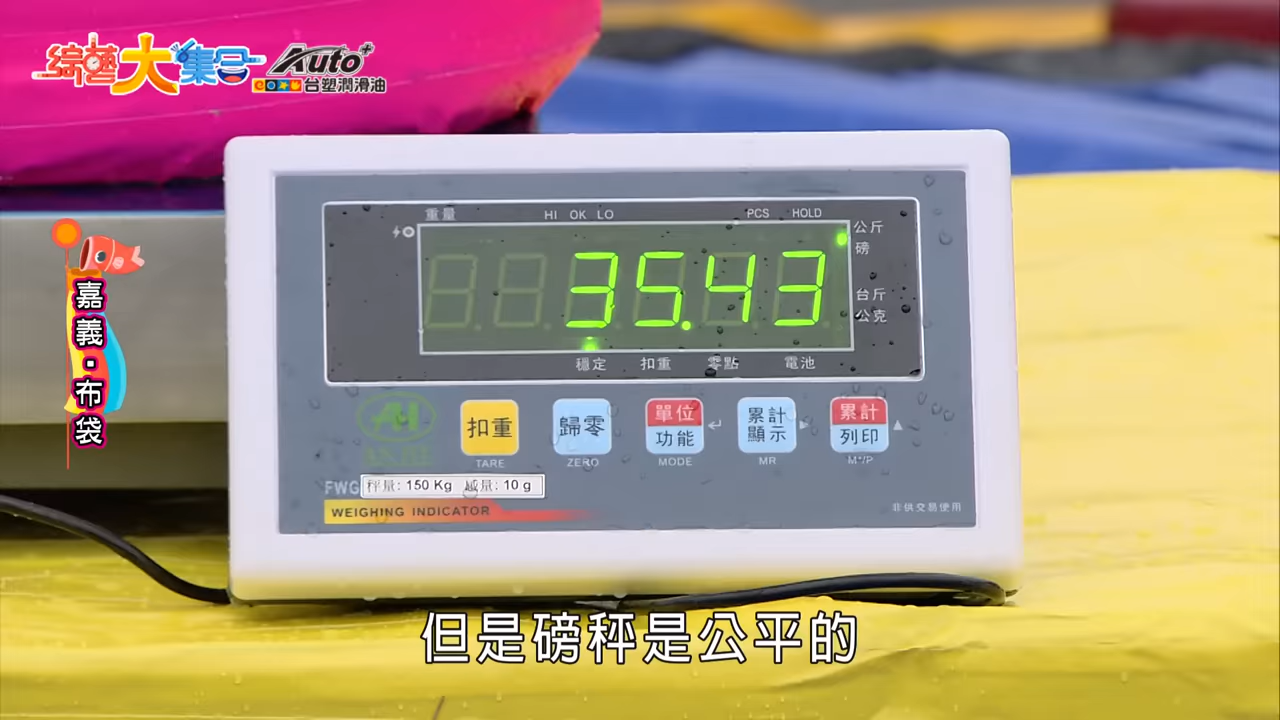 綜藝大集合
Auto+
台塑潤滑油
嘉義・布袋
重量
HI OK LO
PCS HOLD
公斤
磅
台斤
公克
35.43
穩定 扣重 零點 電池
扣重
TARE
歸零
ZERO
單位
功能
MODE
累計
顯示
MR
累計
列印
FWG
秤量: 150 Kg 感量: 10 g
WEIGHING INDICATOR
非供交易使用
但是磅秤是公平的